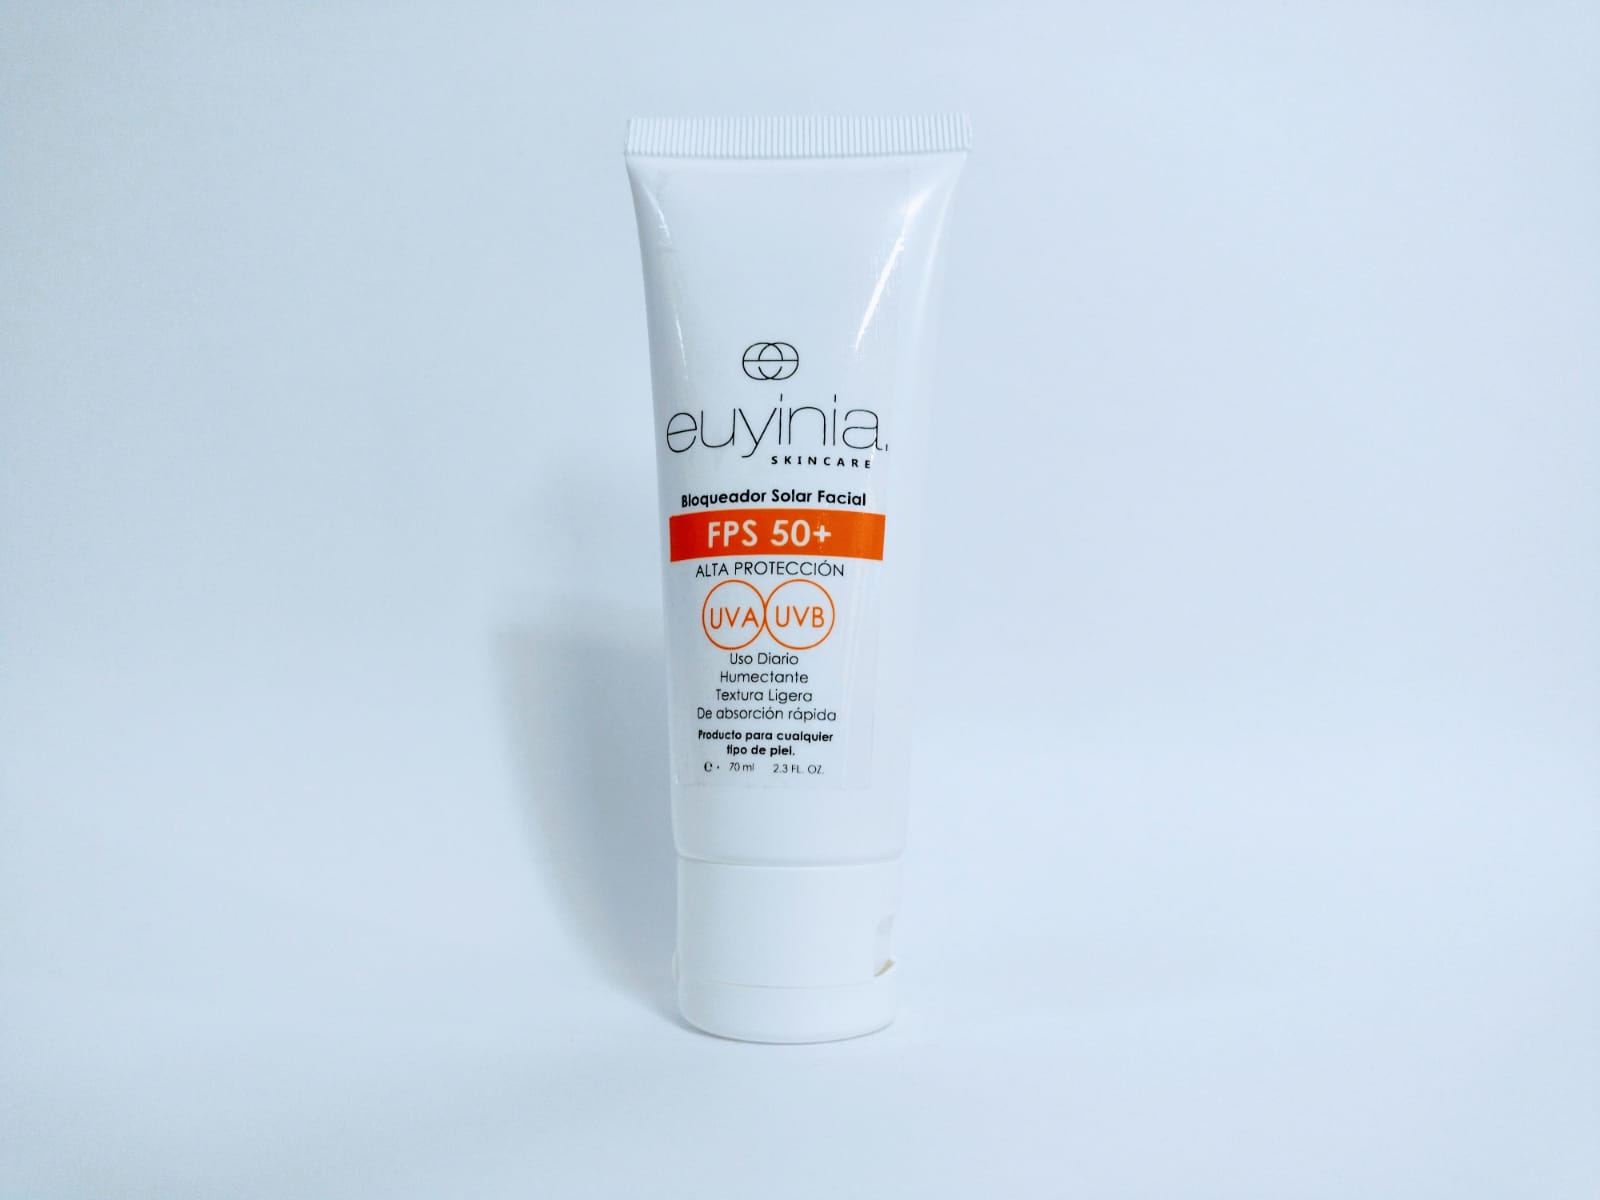 euyinia.
SKINCARE
Bloqueador Solar Facial
FPS 50+
ALTA PROTECCIÓN
UVA UVB
Uso Diario
Humectante
Textura Ligera
De absorción rápida
Producto para cualquier
tipo de piel.
e · 70 ml 2.3 FL. OZ.